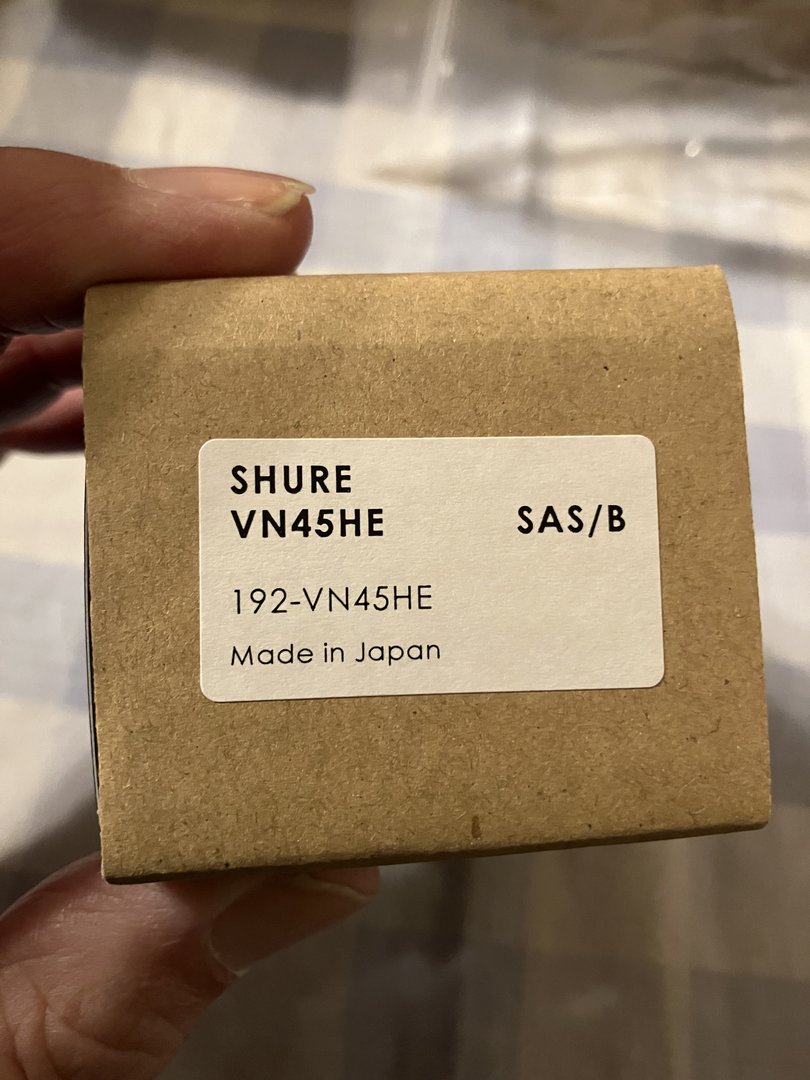 SHURE
VN45HE SAS/B
192-VN45HE
Made in Japan